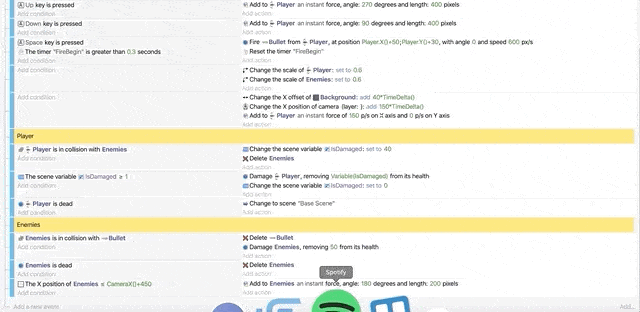 Up key is pressed Add to Player an instant force, angle: 270 degrees and length: 400 pixels
Add condition Add action
Down key is pressed Add to Player an instant force, angle: 90 degrees and length: 400 pixels
Add condition Add action
Space key is pressed Fire Bullet from Player, at position Player.X()+50;Player.Y()+30, with angle 0 and speed 600 px/s
The timer "FireBegin" is greater than 0.3 seconds Reset the timer "FireBegin"
Add condition Add action
Add condition Change the scale of Player: set to 0.8
Change the scale of Enemies: set to 0.6
Add action
Add condition Change the X offset of Background: add 40*TimeDelta()
Change the X position of camera (layer: ): add 150*TimeDelta()
Add to Player an instant force of 150 p/s on X axis and 0 p/s on Y axis
Add action
Player
Player is in collision with Enemies Change the scene variable IsDamaged: set to 40
Add condition Delete Enemies
Add action
The scene variable IsDamaged ≥ 1 Damage Player, removing Variable(IsDamaged) from its health
Add condition Change the scene variable IsDamaged: set to 0
Add action
Player is dead Change to scene "Base Scene"
Add condition Add action
Enemies
Enemies is in collision with Bullet Delete Bullet
Add condition Damage Enemies, removing 50 from its health
Add action
Enemies is dead Delete Enemies
Add condition Add action
Spotify
The X position of Enemies ≤ CameraX()+450 Add to Enemies an instant force, angle: 180 degrees and length: 200 pixels
Add condition Add action
Add a new event Add...